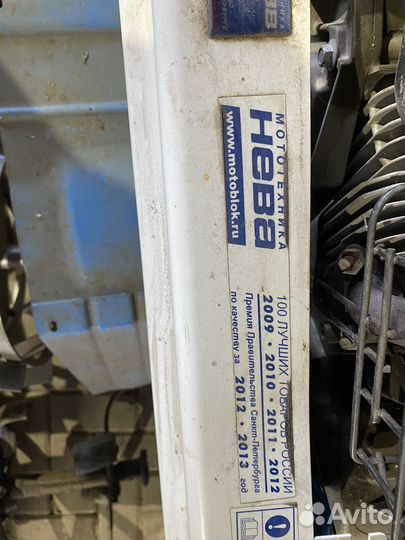 МОТОТЕХНИКА
Нева
www.motoblok.ru
100 ЛУЧШИХ ТОВАРОВ РОССИИ
2009 • 2010 • 2011 • 2012
Премия Правительства Санкт-Петербурга
по качеству за 2012 • 2013 год
Avito